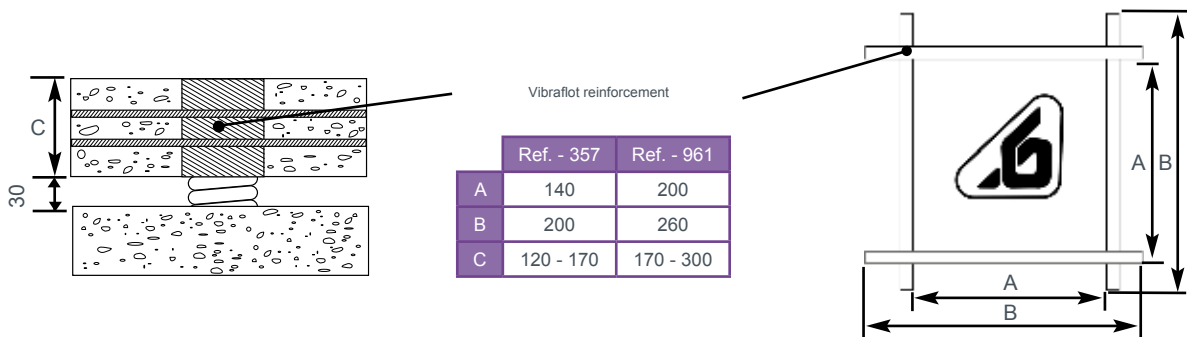 C
30
Vibraflot reinforcement
Ref. - 357 Ref. - 961
A 140 200
B 200 260
C 120 - 170 170 - 300
A B
A
B